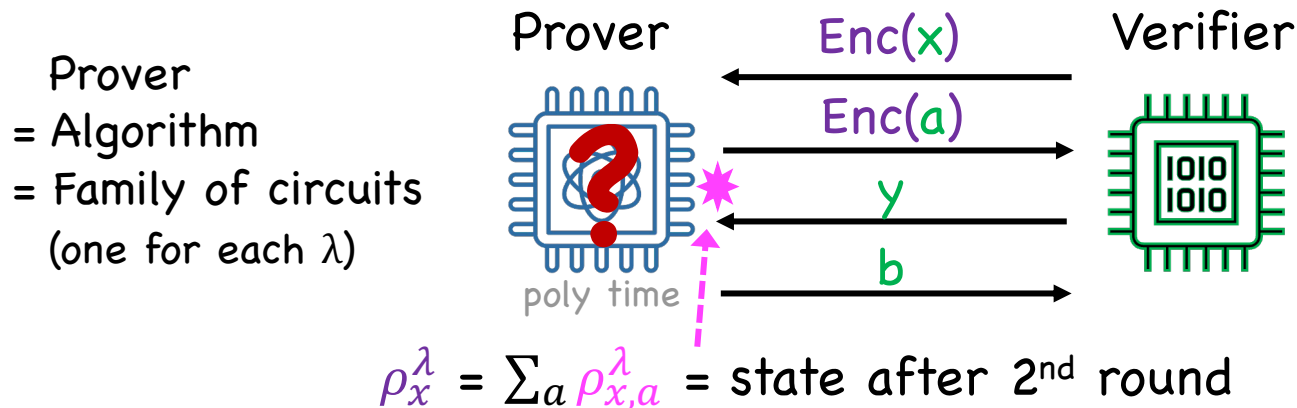 Prover
= Algorithm
= Family of circuits
(one for each λ)
Prover
?
poly time
Enc(x)
Enc(a)
y
b
Verifier
1010
1010
ρ_x^λ = ∑_a ρ_{x,a}^λ = state after 2nd round